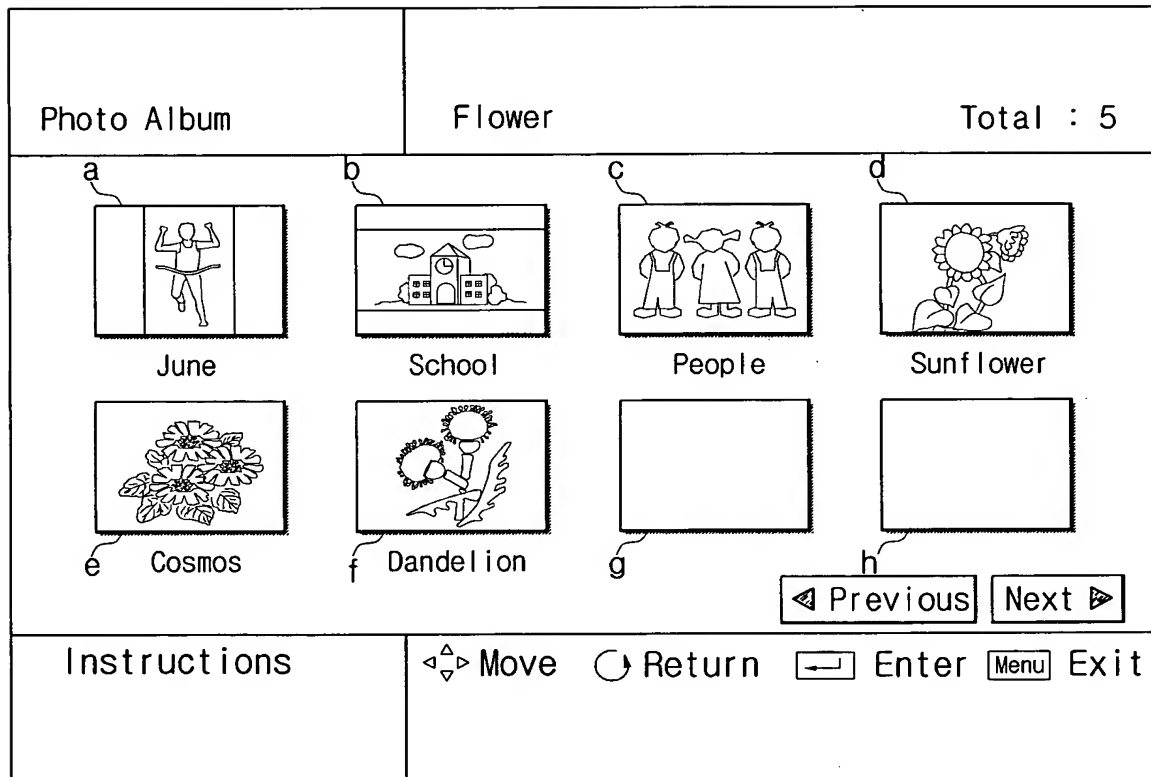 Photo Album
Flower
Total : 5
a
b
c
d
June
School
People
Sunflower
e
Cosmos
f
Dandelion
g
h
Previous
Next
Instructions
Move
Return
Enter
Menu
Exit